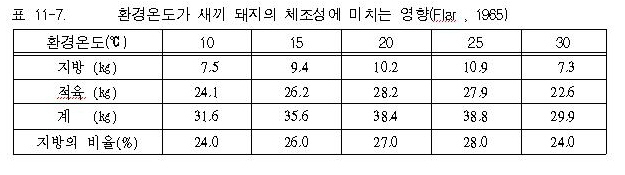 표 11-7. 환경온도가 새끼 돼지의 체조성에 미치는 영향(Flar , 1965)
환경온도(℃) 10 15 20 25 30
지방 (㎏) 7.5 9.4 10.2 10.9 7.3
적육 (㎏) 24.1 26.2 28.2 27.9 22.6
계 (㎏) 31.6 35.6 38.4 38.8 29.9
지방의 비율(%) 24.0 26.0 27.0 28.0 24.0